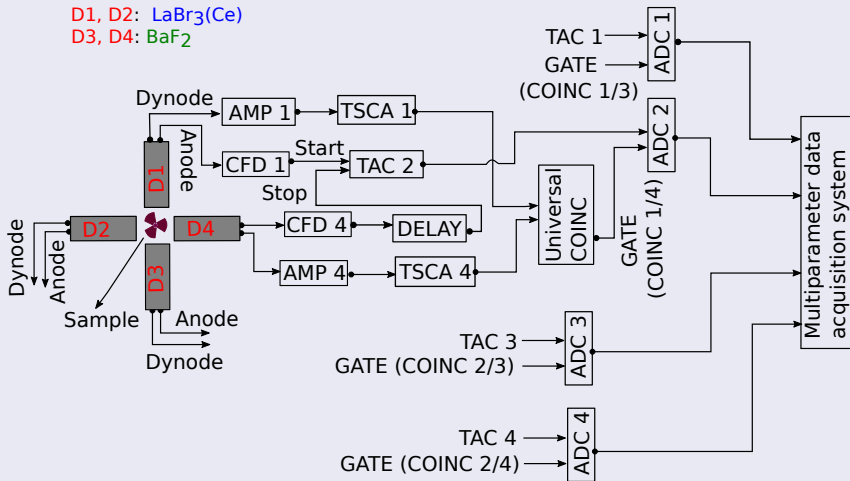 D1, D2: LaBr3(Ce)
D3, D4: BaF2
TAC 1
GATE
(COINC 1/3)
ADC 1
Dynode
AMP 1
TSCA 1
Anode
CFD 1
Start
TAC 2
Stop
ADC 2
GATE
(COINC 1/4)
Universal
COINC
D1
D2
D4
D3
CFD 4
DELAY
AMP 4
TSCA 4
Dynode
Anode
Sample
Anode
Dynode
TAC 3
GATE (COINC 2/3)
ADC 3
TAC 4
GATE (COINC 2/4)
ADC 4
Multiparameter data
acquisition system